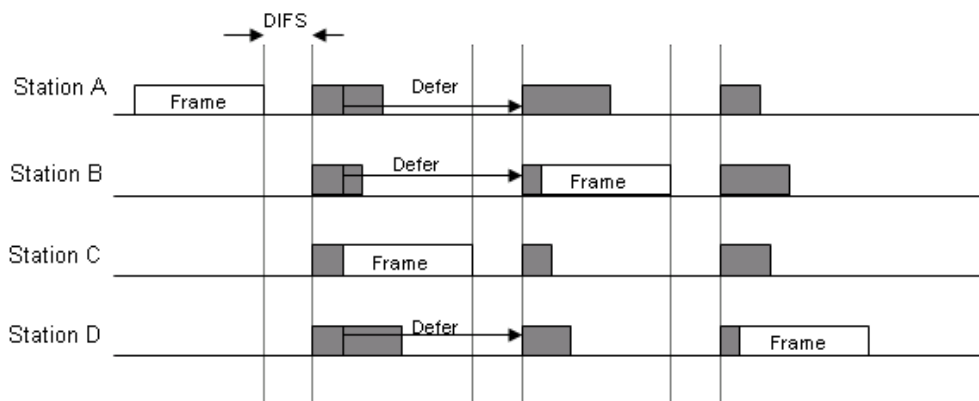 DIFS
Station A
Frame
Defer
Station B
Defer
Frame
Station C
Frame
Station D
Defer
Frame